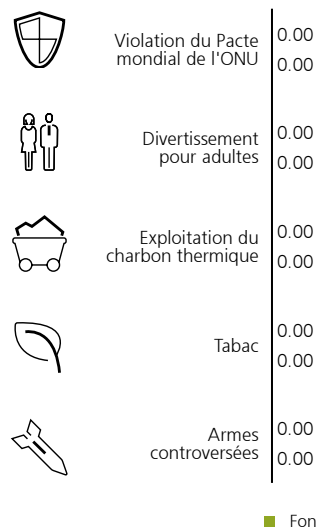 Violation du Pacte
mondial de l'ONU
0.00
0.00
Divertissement
pour adultes
0.00
0.00
Exploitation du
charbon thermique
0.00
0.00
Tabac
0.00
0.00
Armes
controversées
0.00
0.00
Fon